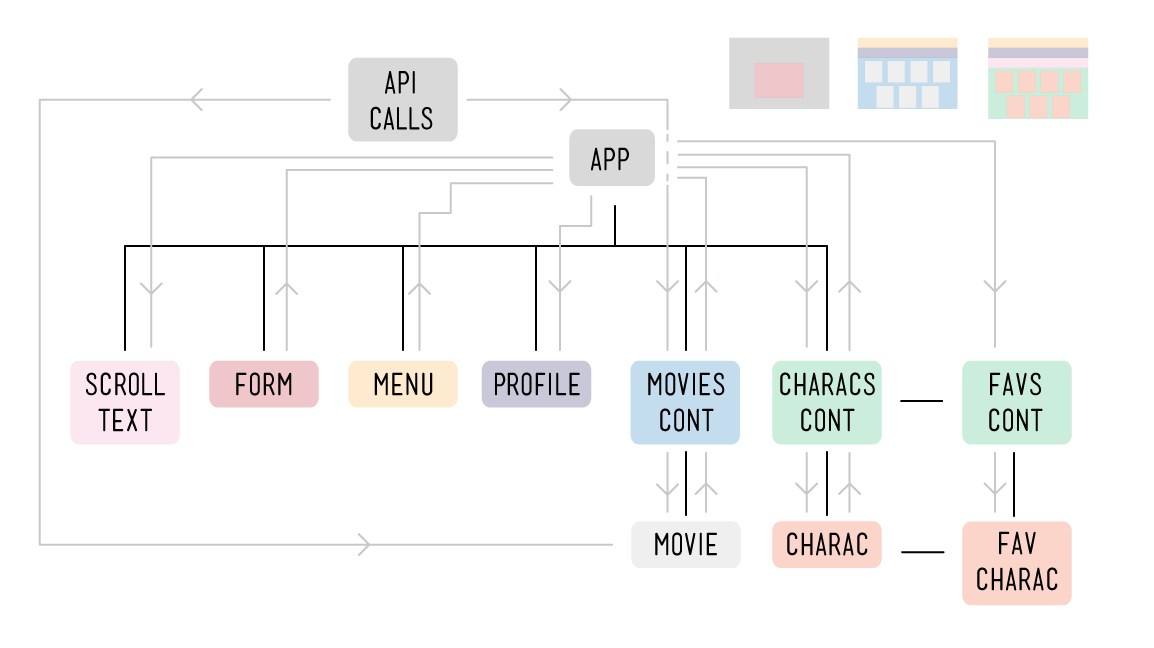 API
CALLS
APP
SCROLL
TEXT
FORM
MENU
PROFILE
MOVIES
CONT
CHARACS
CONT
FAVS
CONT
MOVIE
CHARAC
FAV
CHARAC